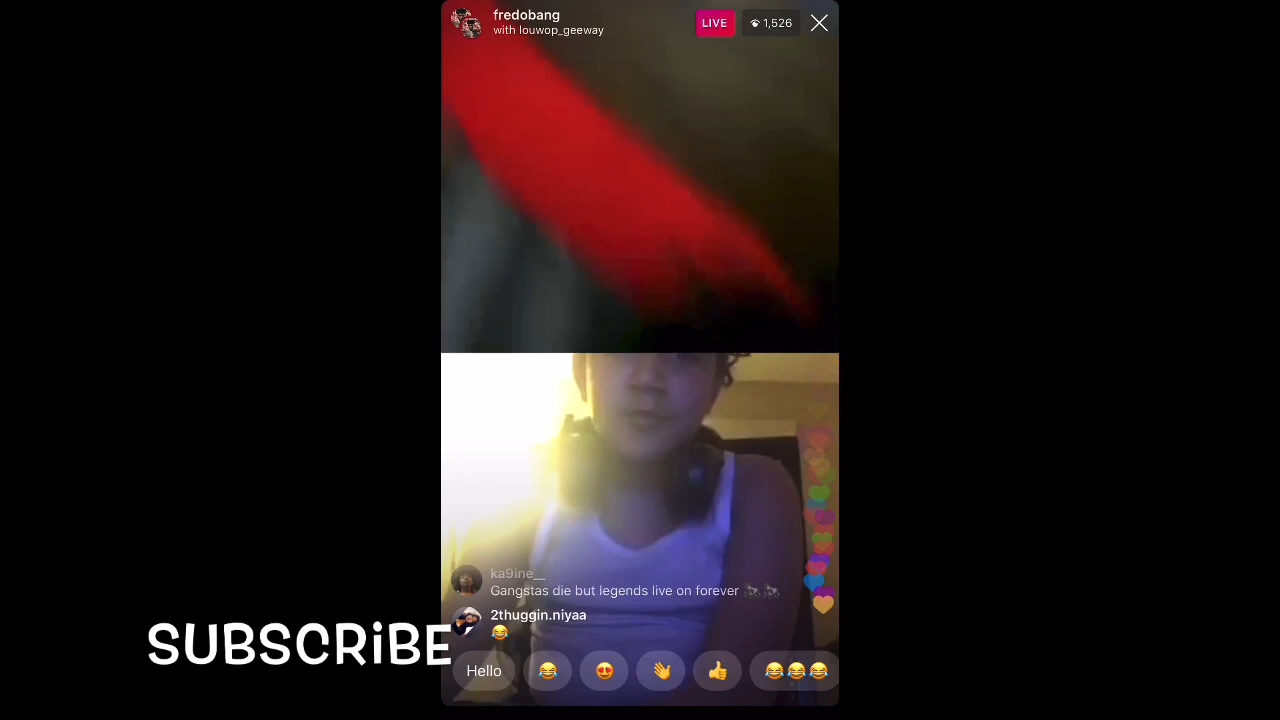 fredobang
with louwop_geeway
LIVE
1,526
ka9ine__
Gangstas die but legends live on forever
2thuggin.niyaa
😂
SUBSCRiBE
Hello 😂 😍 👋 👍 😂😂😂